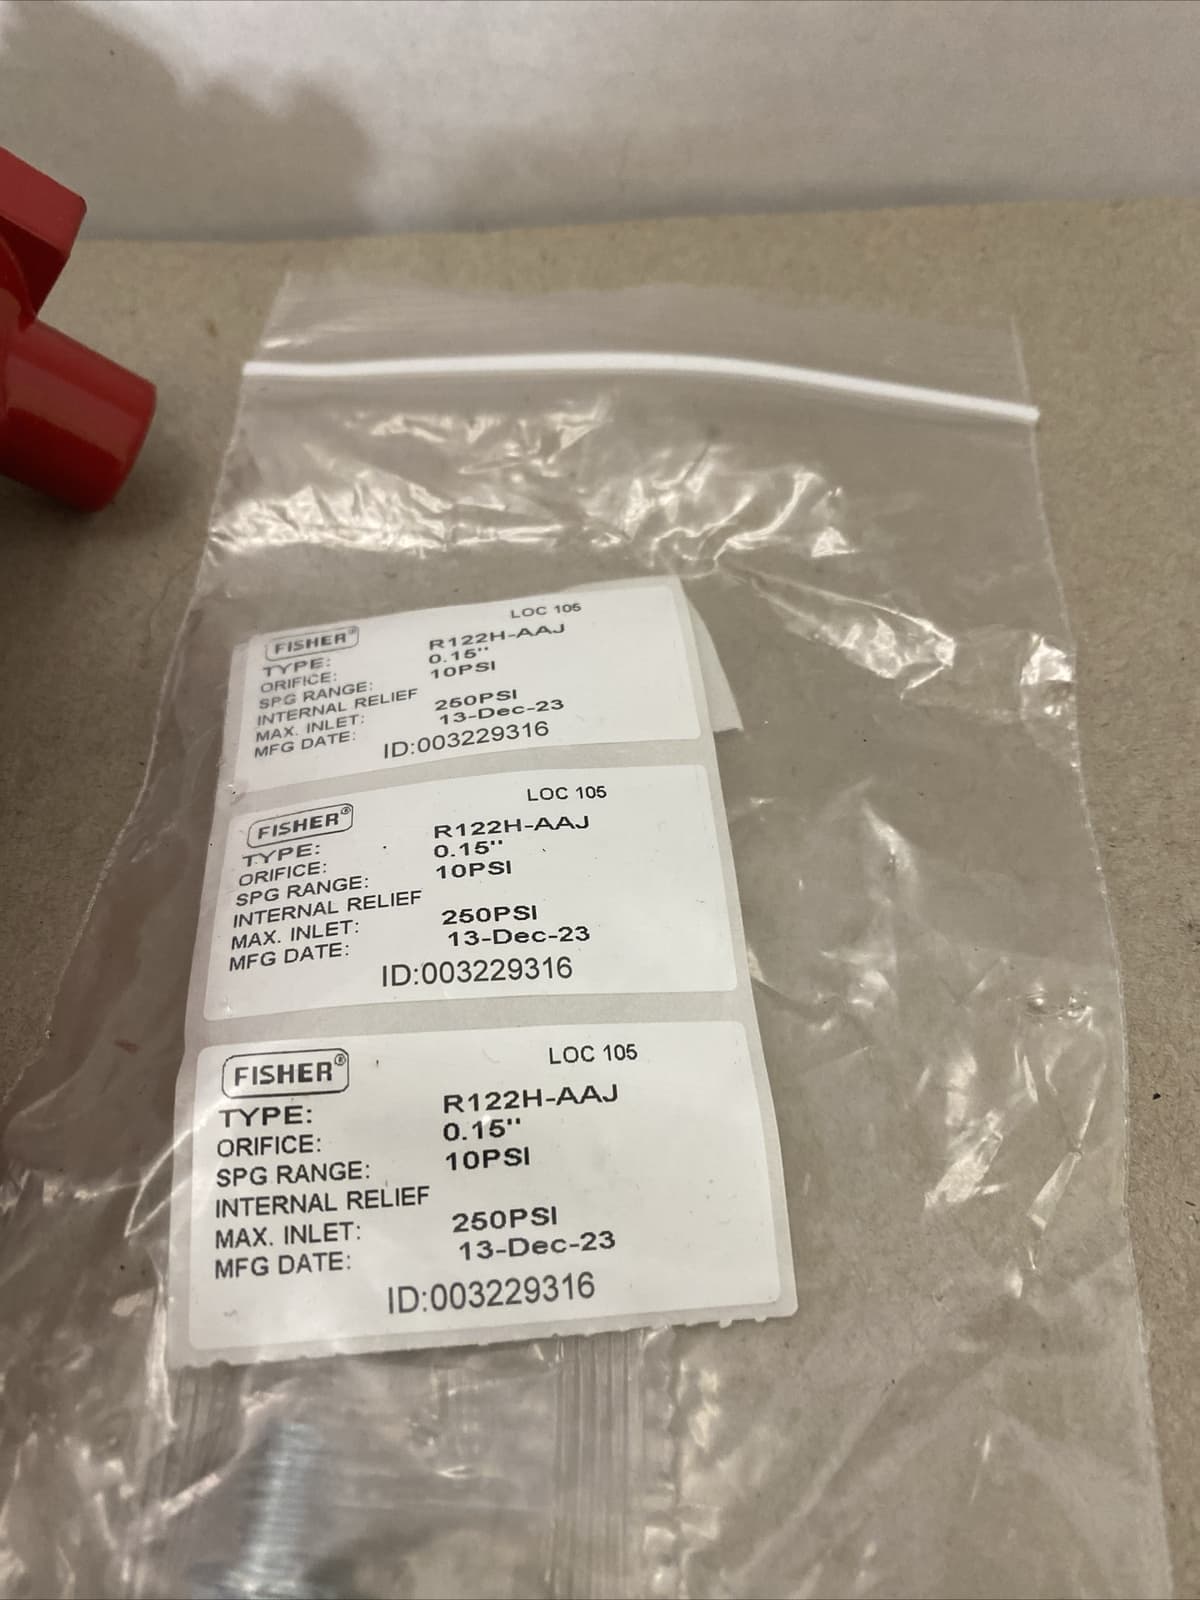 LOC 105
FISHER®
TYPE: R122H-AAJ
ORIFICE: 0.15"
SPG RANGE: 10PSI
INTERNAL RELIEF
MAX. INLET: 250PSI
MFG DATE: 13-Dec-23
ID:003229316
LOC 105
FISHER®
TYPE: R122H-AAJ
ORIFICE: 0.15"
SPG RANGE: 10PSI
INTERNAL RELIEF
MAX. INLET: 250PSI
MFG DATE: 13-Dec-23
ID:003229316
LOC 105
FISHER®
TYPE: R122H-AAJ
ORIFICE: 0.15"
SPG RANGE: 10PSI
INTERNAL RELIEF
MAX. INLET: 250PSI
MFG DATE: 13-Dec-23
ID:003229316